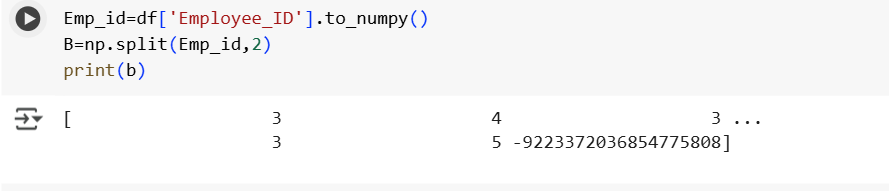 Emp_id=df['Employee_ID'].to_numpy()
B=np.split(Emp_id,2)
print(b)
[ 3 4 3 ...
3 5 -9223372036854775808]